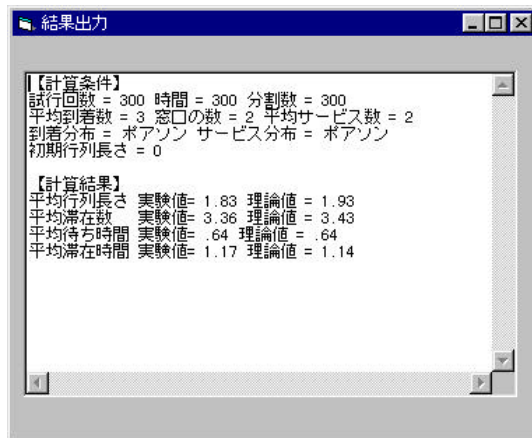 結果出力
【計算条件】
試行回数 = 300 時間 = 300 分割数 = 300
平均到着数 = 3 窓口の数 = 2 平均サービス数 = 2
到着分布 = ポアソン サービス分布 = ポアソン
初期行列長さ = 0
【計算結果】
平均行列長さ 実験値= 1.83 理論値 = 1.93
平均滞在数 実験値= 3.36 理論値 = 3.43
平均待ち時間 実験値= .64 理論値 = .64
平均滞在時間 実験値= 1.17 理論値 = 1.14